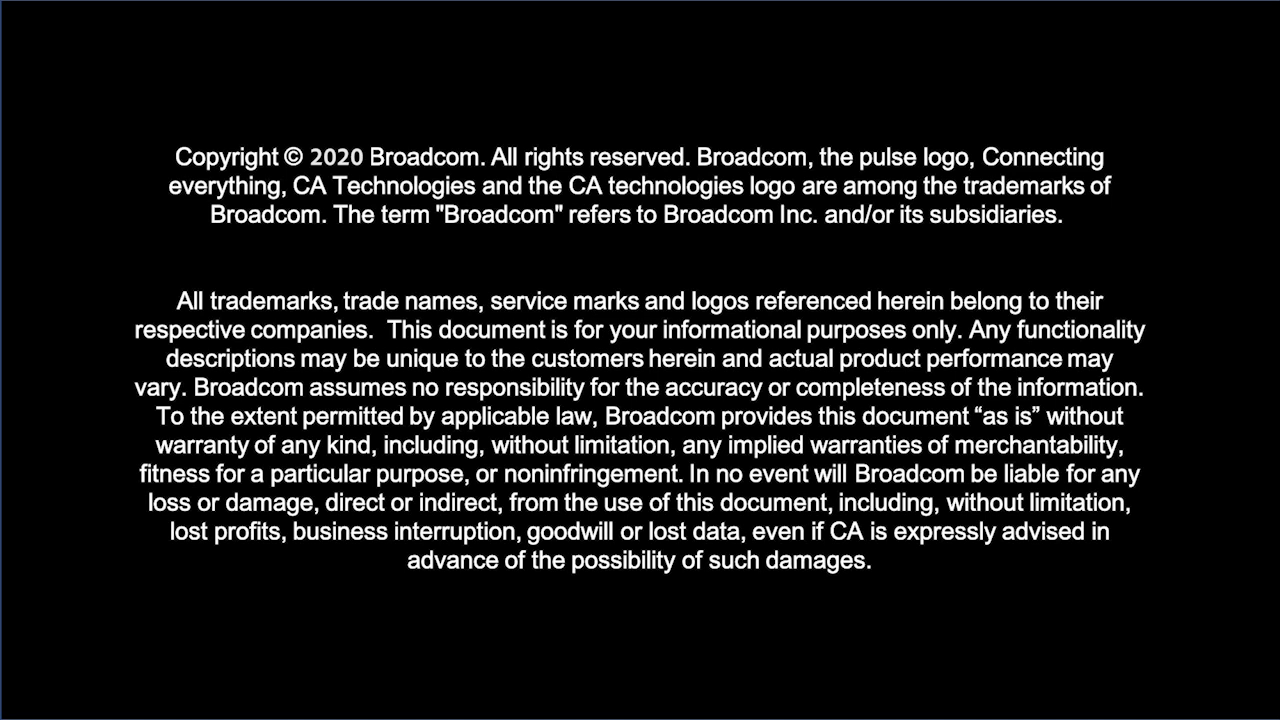 Copyright © 2020 Broadcom. All rights reserved. Broadcom, the pulse logo, Connecting
everything, CA Technologies and the CA technologies logo are among the trademarks of
Broadcom. The term "Broadcom" refers to Broadcom Inc. and/or its subsidiaries.
All trademarks, trade names, service marks and logos referenced herein belong to their
respective companies.  This document is for your informational purposes only. Any functionality
descriptions may be unique to the customers herein and actual product performance may
vary. Broadcom assumes no responsibility for the accuracy or completeness of the information.
To the extent permitted by applicable law, Broadcom provides this document “as is” without
warranty of any kind, including, without limitation, any implied warranties of merchantability,
fitness for a particular purpose, or noninfringement. In no event will Broadcom be liable for any
loss or damage, direct or indirect, from the use of this document, including, without limitation,
lost profits, business interruption, goodwill or lost data, even if CA is expressly advised in
advance of the possibility of such damages.